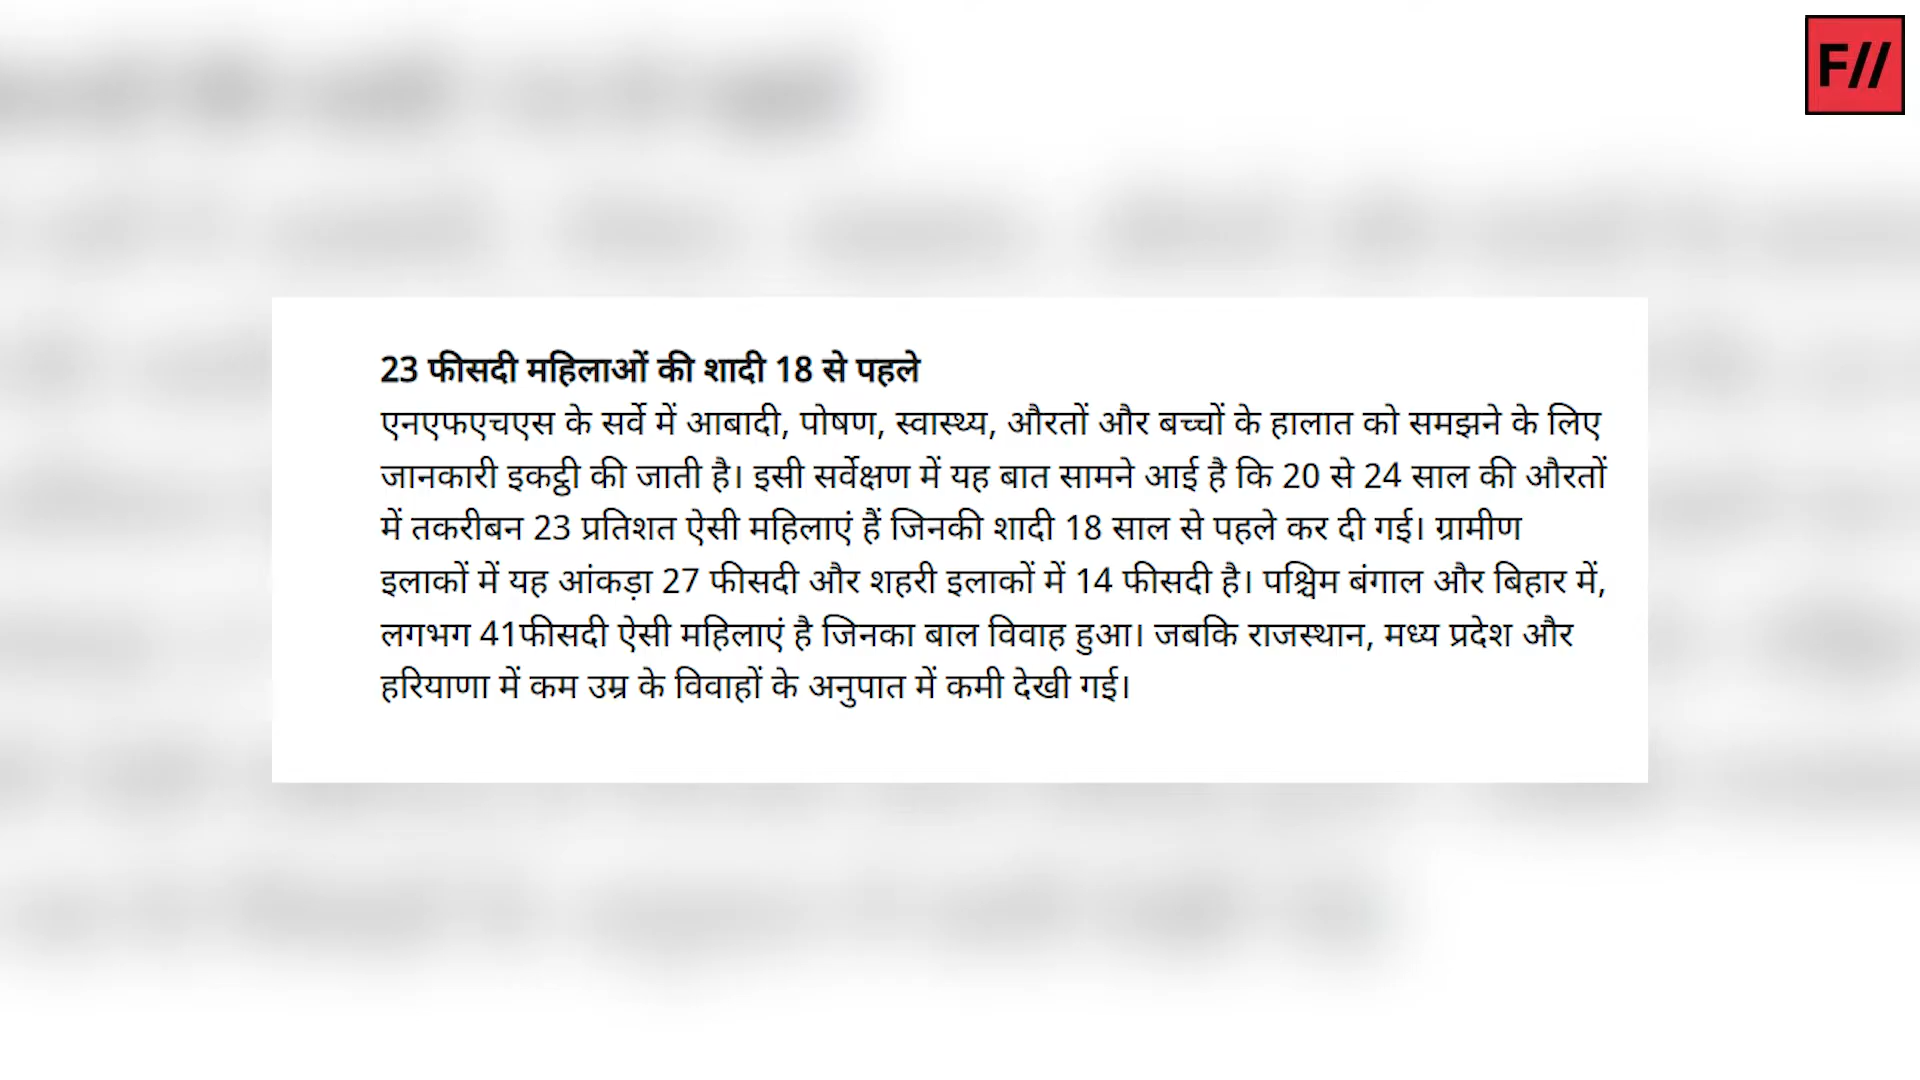 F//
23 फीसदी महिलाओं की शादी 18 से पहले
एनएफएचएस के सर्वे में आबादी, पोषण, स्वास्थ्य, औरतों और बच्चों के हालात को समझने के लिए
जानकारी इकट्ठी की जाती है। इसी सर्वेक्षण में यह बात सामने आई है कि 20 से 24 साल की औरतों
में तकरीबन 23 प्रतिशत ऐसी महिलाएं हैं जिनकी शादी 18 साल से पहले कर दी गई। ग्रामीण
इलाकों में यह आंकड़ा 27 फीसदी और शहरी इलाकों में 14 फीसदी है। पश्चिम बंगाल और बिहार में,
लगभग 41फीसदी ऐसी महिलाएं है जिनका बाल विवाह हुआ। जबकि राजस्थान, मध्य प्रदेश और
हरियाणा में कम उम्र के विवाहों के अनुपात में कमी देखी गई।